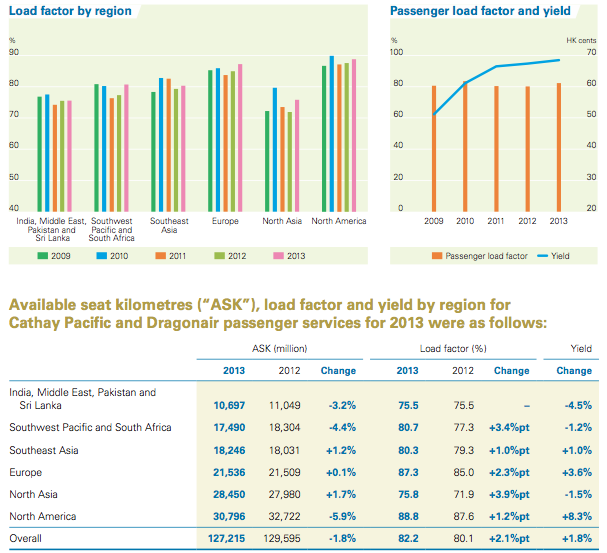 Load factor by region
%
90
80
70
60
50
40
India, Middle East, Pakistan and Sri Lanka
Southwest Pacific and South Africa
Southeast Asia
Europe
North Asia
North America
2009 2010 2011 2012 2013
Passenger load factor and yield
% HK cents
100 70
80 60
60 50
40 40
20 30
0 20
2009 2010 2011 2012 2013
Passenger load factor Yield
Available seat kilometres (“ASK”), load factor and yield by region for
Cathay Pacific and Dragonair passenger services for 2013 were as follows:
ASK (million) Load factor (%) Yield
2013 2012 Change 2013 2012 Change Change
India, Middle East, Pakistan and
Sri Lanka 10,697 11,049 -3.2% 75.5 75.5 – -4.5%
Southwest Pacific and South Africa 17,490 18,304 -4.4% 80.7 77.3 +3.4%pt -1.2%
Southeast Asia 18,246 18,031 +1.2% 80.3 79.3 +1.0%pt +1.0%
Europe 21,536 21,509 +0.1% 87.3 85.0 +2.3%pt +3.6%
North Asia 28,450 27,980 +1.7% 75.8 71.9 +3.9%pt -1.5%
North America 30,796 32,722 -5.9% 88.8 87.6 +1.2%pt +8.3%
Overall 127,215 129,595 -1.8% 82.2 80.1 +2.1%pt +1.8%